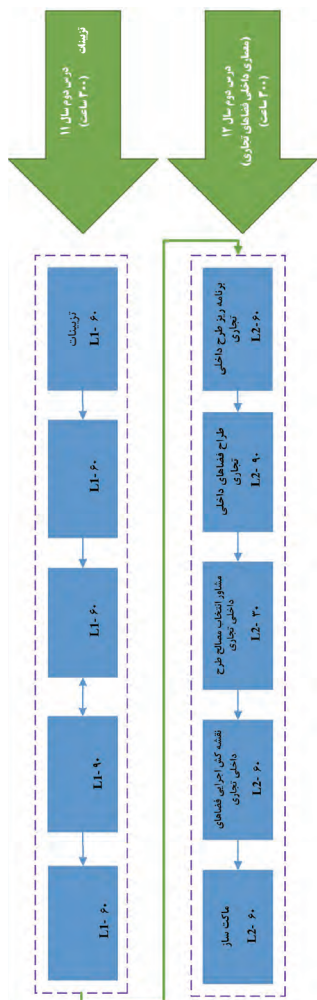 تزیینات
درس دوم سال ۱۱
(۳۰۰ ساعت)
تزیینات
L1- ۶۰
L1- ۶۰
L1- ۶۰
L1- ۹۰
L1- ۶۰
درس دوم سال ۱۲
(معماری داخلی فضاهای تجاری)
(۳۰۰ ساعت)
برنامه ریز طرح داخلی
تجاری
L2- ۶۰
طراح فضاهای داخلی
تجاری
L2- ۹۰
مشاور انتخاب مصالح طرح
داخلی تجاری
L2- ۳۰
نقشه کش اجرایی فضاهای
داخلی تجاری
L2- ۶۰
ماکت ساز
L2- ۶۰